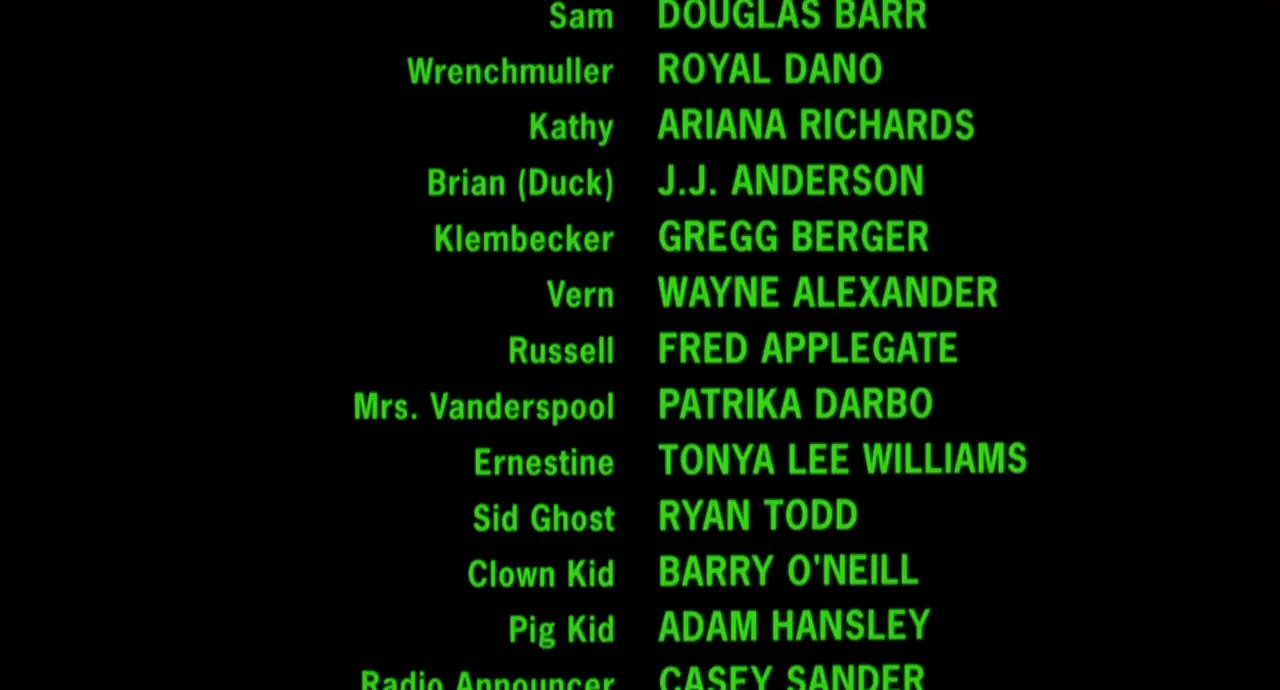 Sam DOUGLAS BARR
Wrenchmuller ROYAL DANO
Kathy ARIANA RICHARDS
Brian (Duck) J.J. ANDERSON
Klembecker GREGG BERGER
Vern WAYNE ALEXANDER
Russell FRED APPLEGATE
Mrs. Vanderspool PATRIKA DARBO
Ernestine TONYA LEE WILLIAMS
Sid Ghost RYAN TODD
Clown Kid BARRY O'NEILL
Pig Kid ADAM HANSLEY
Radio Announcer CASEY SANDER